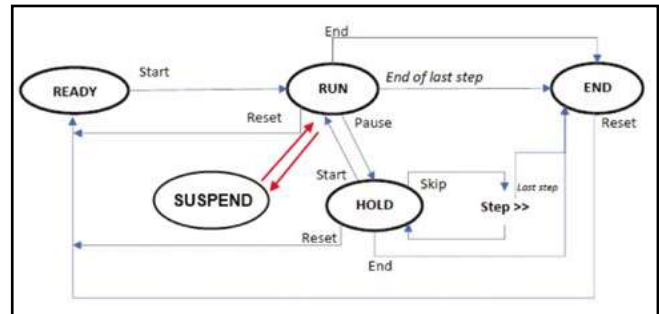 End
Start
READY
RUN
End of last step
END
Reset
Pause
Reset
Start
Skip
Last step
SUSPEND
HOLD
Step >>
Reset
End